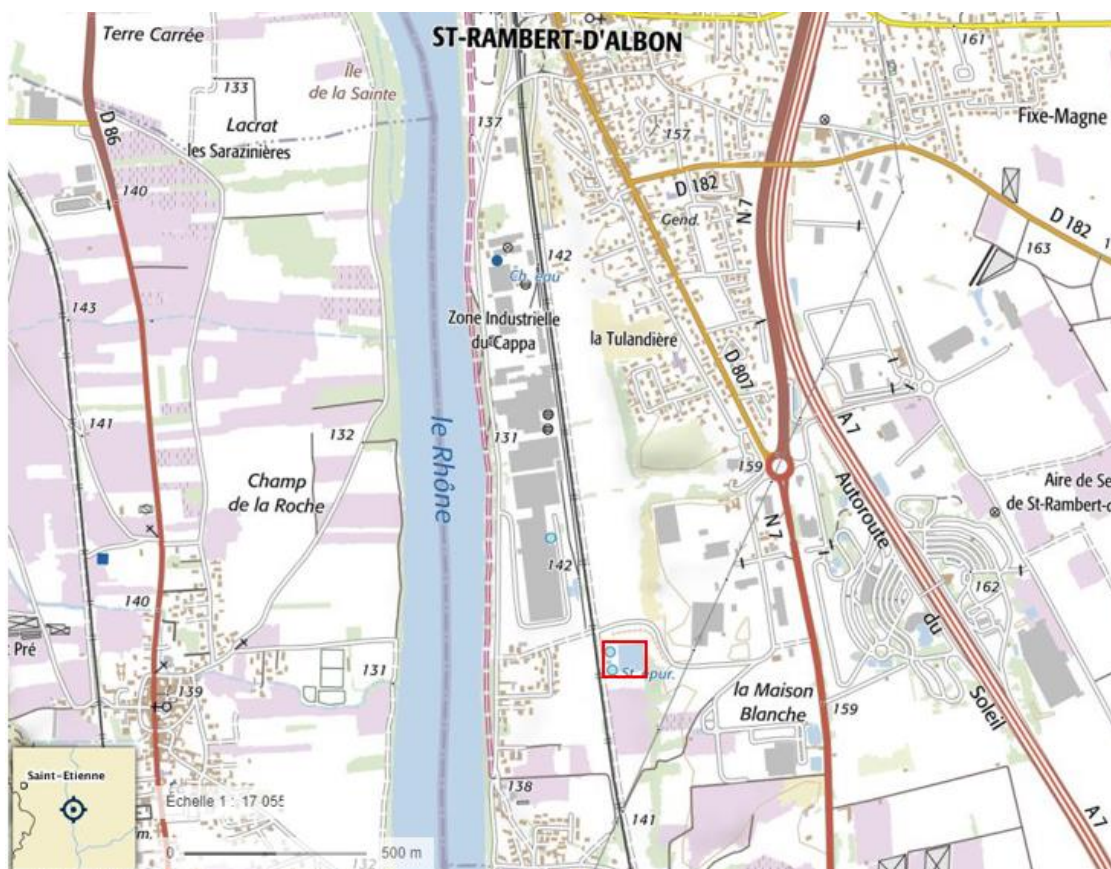 Terre Carrée
ST-RAMBERT-D'ALBON
161
Île
de la Sainte
133
D 86
Lacrat
les Sarazinières
137
157
Fixe-Magne
140
D 182
N 7
Gend.
D 182
163
142
Ch. eau
143
Zone Industrielle
du Cappa
la Tulandière
D 807
141
132
131
le Rhône
159
A 7
Champ
de la Roche
Autoroute
Aire de Se
de St-Rambert-d
N 7
142
162
140
du
Pré
131
St épur.
139
la Maison
Blanche
159
Soleil
Saint-Etienne
138
Échelle 1 : 17 055
141
A 7
0
500 m
132